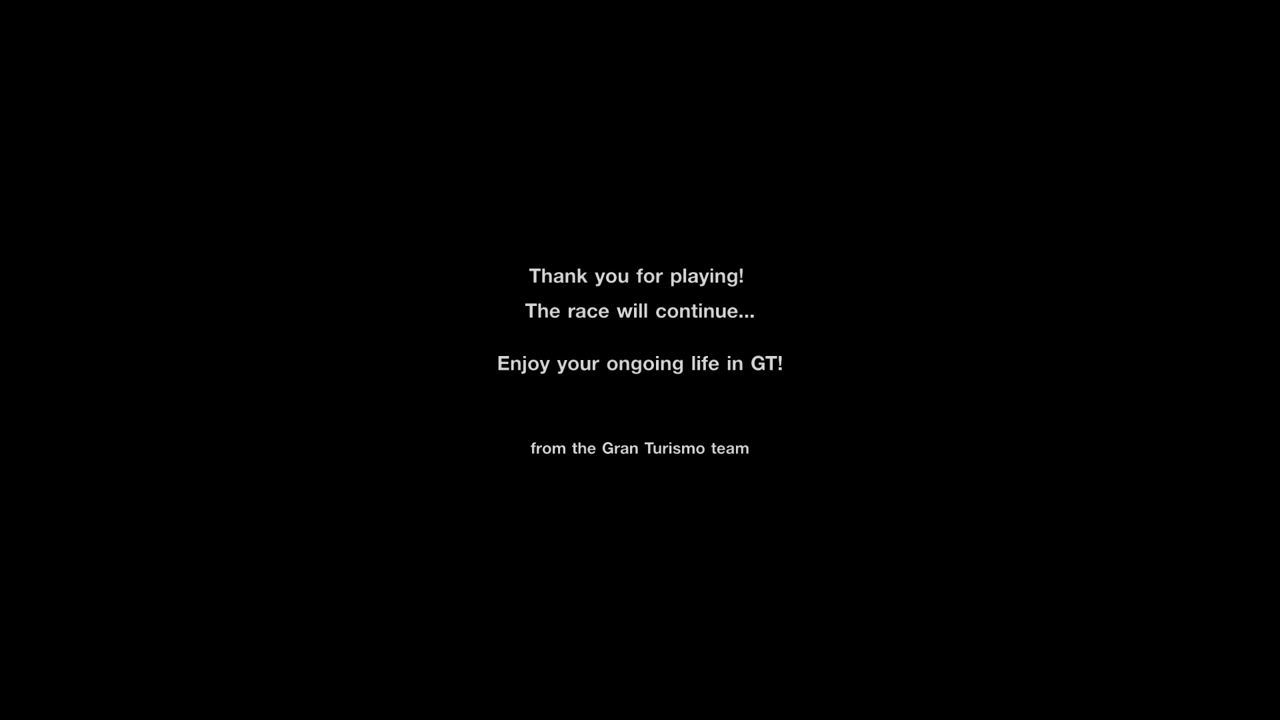 Thank you for playing!
The race will continue...
Enjoy your ongoing life in GT!
from the Gran Turismo team